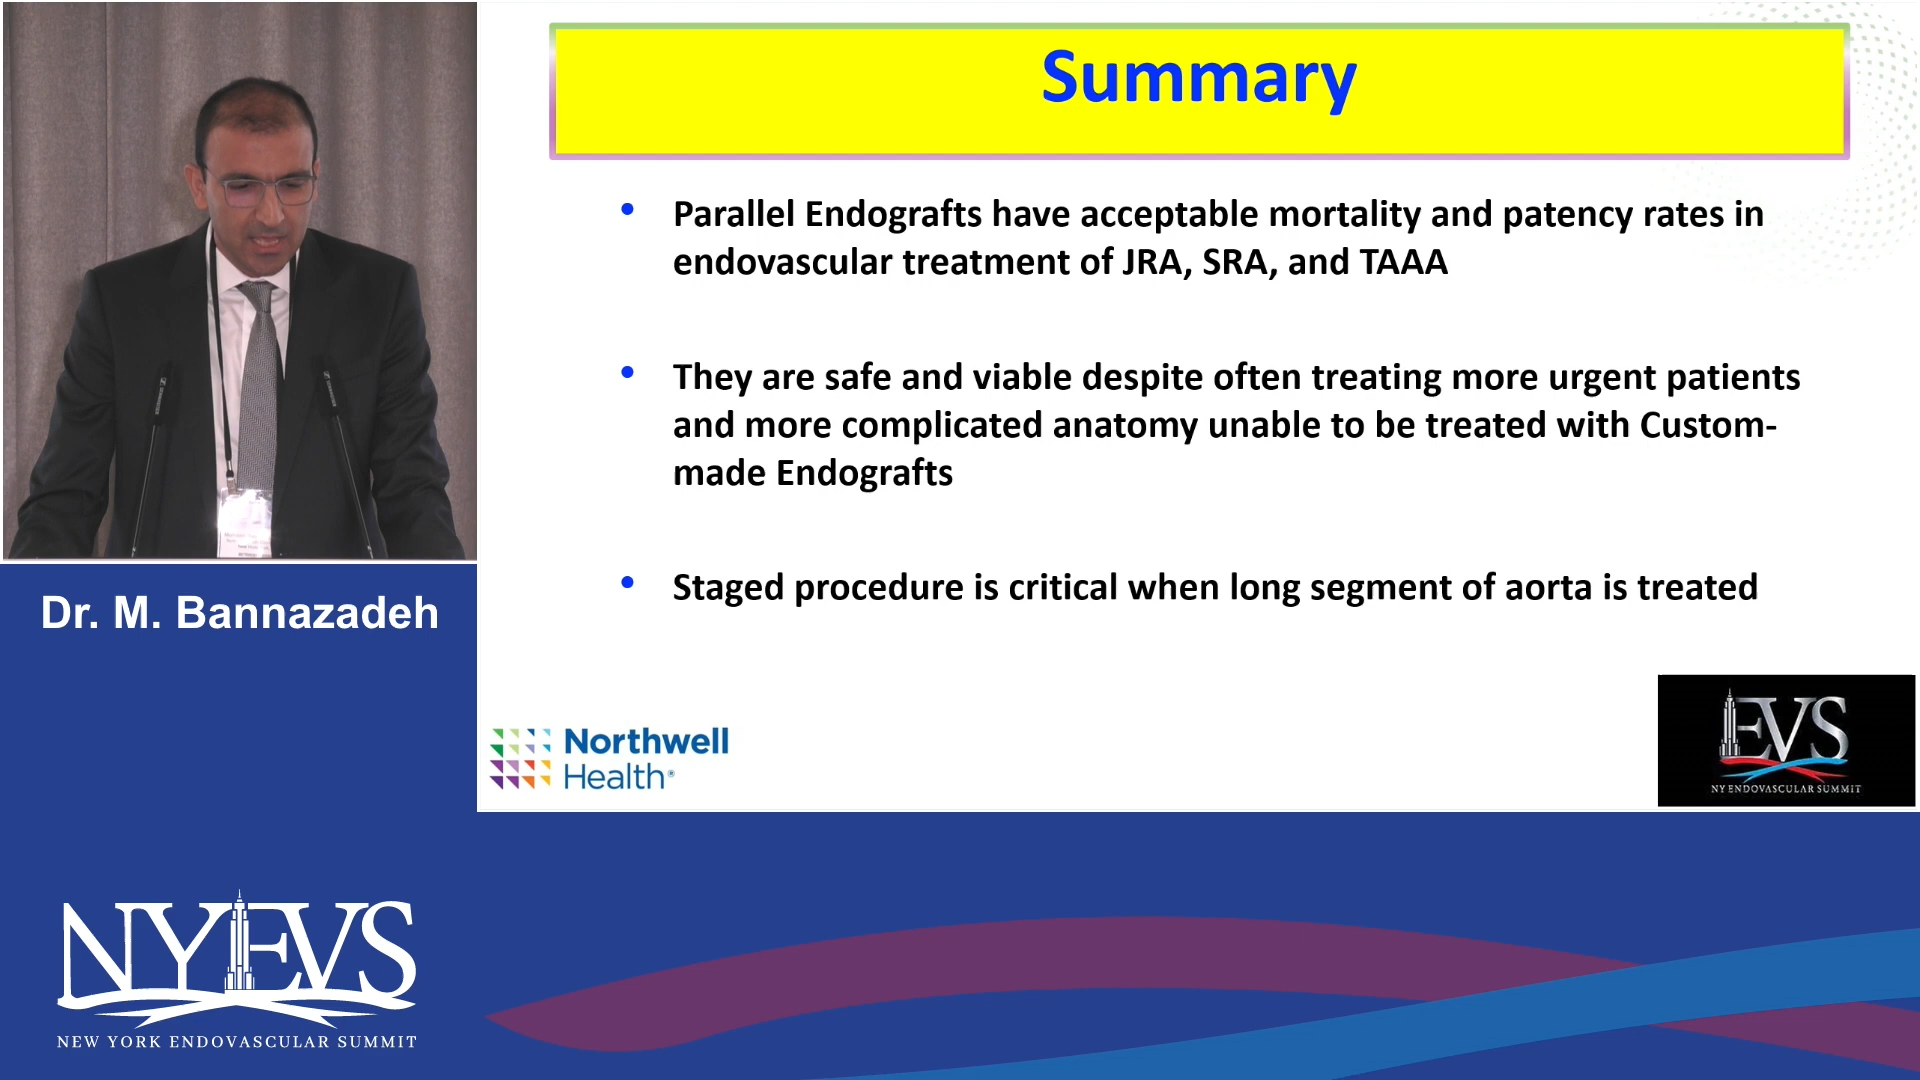 Summary
• Parallel Endografts have acceptable mortality and patency rates in
endovascular treatment of JRA, SRA, and TAAA
• They are safe and viable despite often treating more urgent patients
and more complicated anatomy unable to be treated with Custom-
made Endografts
• Staged procedure is critical when long segment of aorta is treated
Dr. M. Bannazadeh
Northwell
Health®
EVS
NY ENDOVASCULAR SUMMIT
NYEVS
NEW YORK ENDOVASCULAR SUMMIT